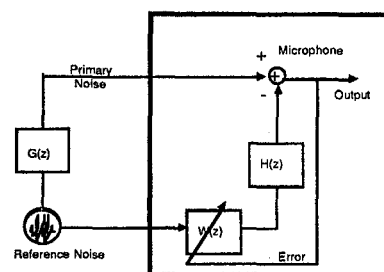 Microphone
+
Primary
Noise
+
-
Output
G(z)
H(z)
W(z)
Reference Noise
Error